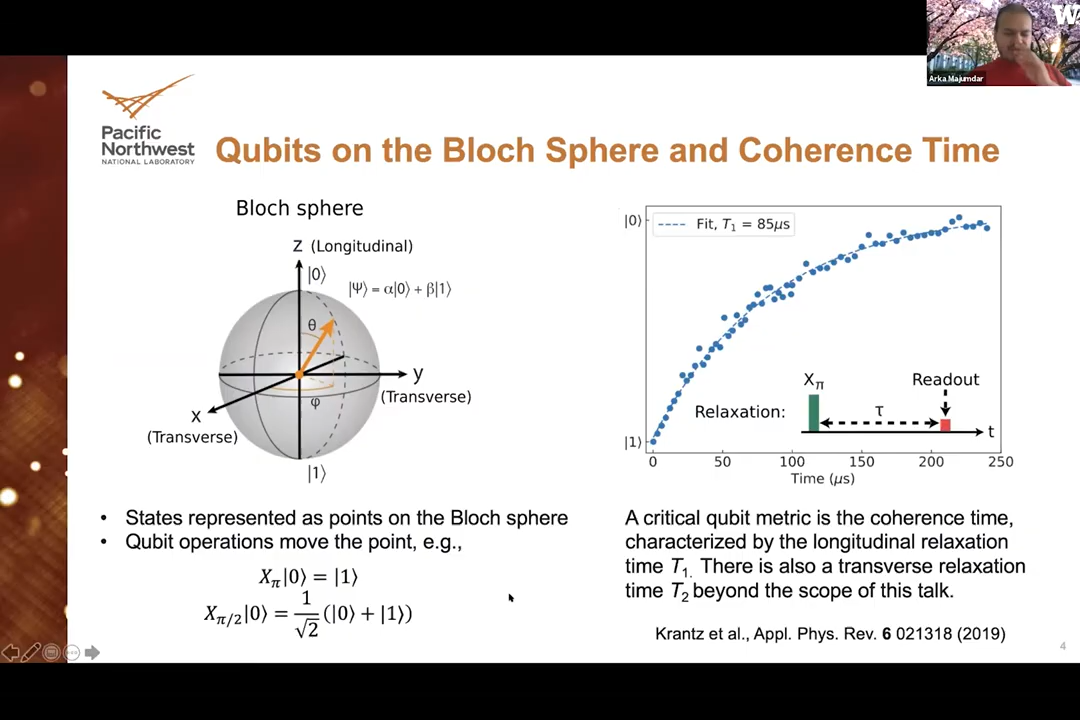 W
Arka Majumdar
Pacific
Northwest
NATIONAL LABORATORY
Qubits on the Bloch Sphere and Coherence Time
Bloch sphere
z (Longitudinal)
|0⟩
|Ψ⟩ = α|0⟩ + β|1⟩
θ
φ
y
(Transverse)
x
(Transverse)
|1⟩
• States represented as points on the Bloch sphere
• Qubit operations move the point, e.g.,
Xπ|0⟩ = |1⟩
Xπ/2|0⟩ = 1/√2 (|0⟩ + |1⟩)
|0⟩
Fit, T1 = 85μs
Xπ
Readout
Relaxation:
τ
t
|1⟩
0 50 100 150 200 250
Time (μs)
A critical qubit metric is the coherence time,
characterized by the longitudinal relaxation
time T1. There is also a transverse relaxation
time T2 beyond the scope of this talk.
Krantz et al., Appl. Phys. Rev. 6 021318 (2019)
4